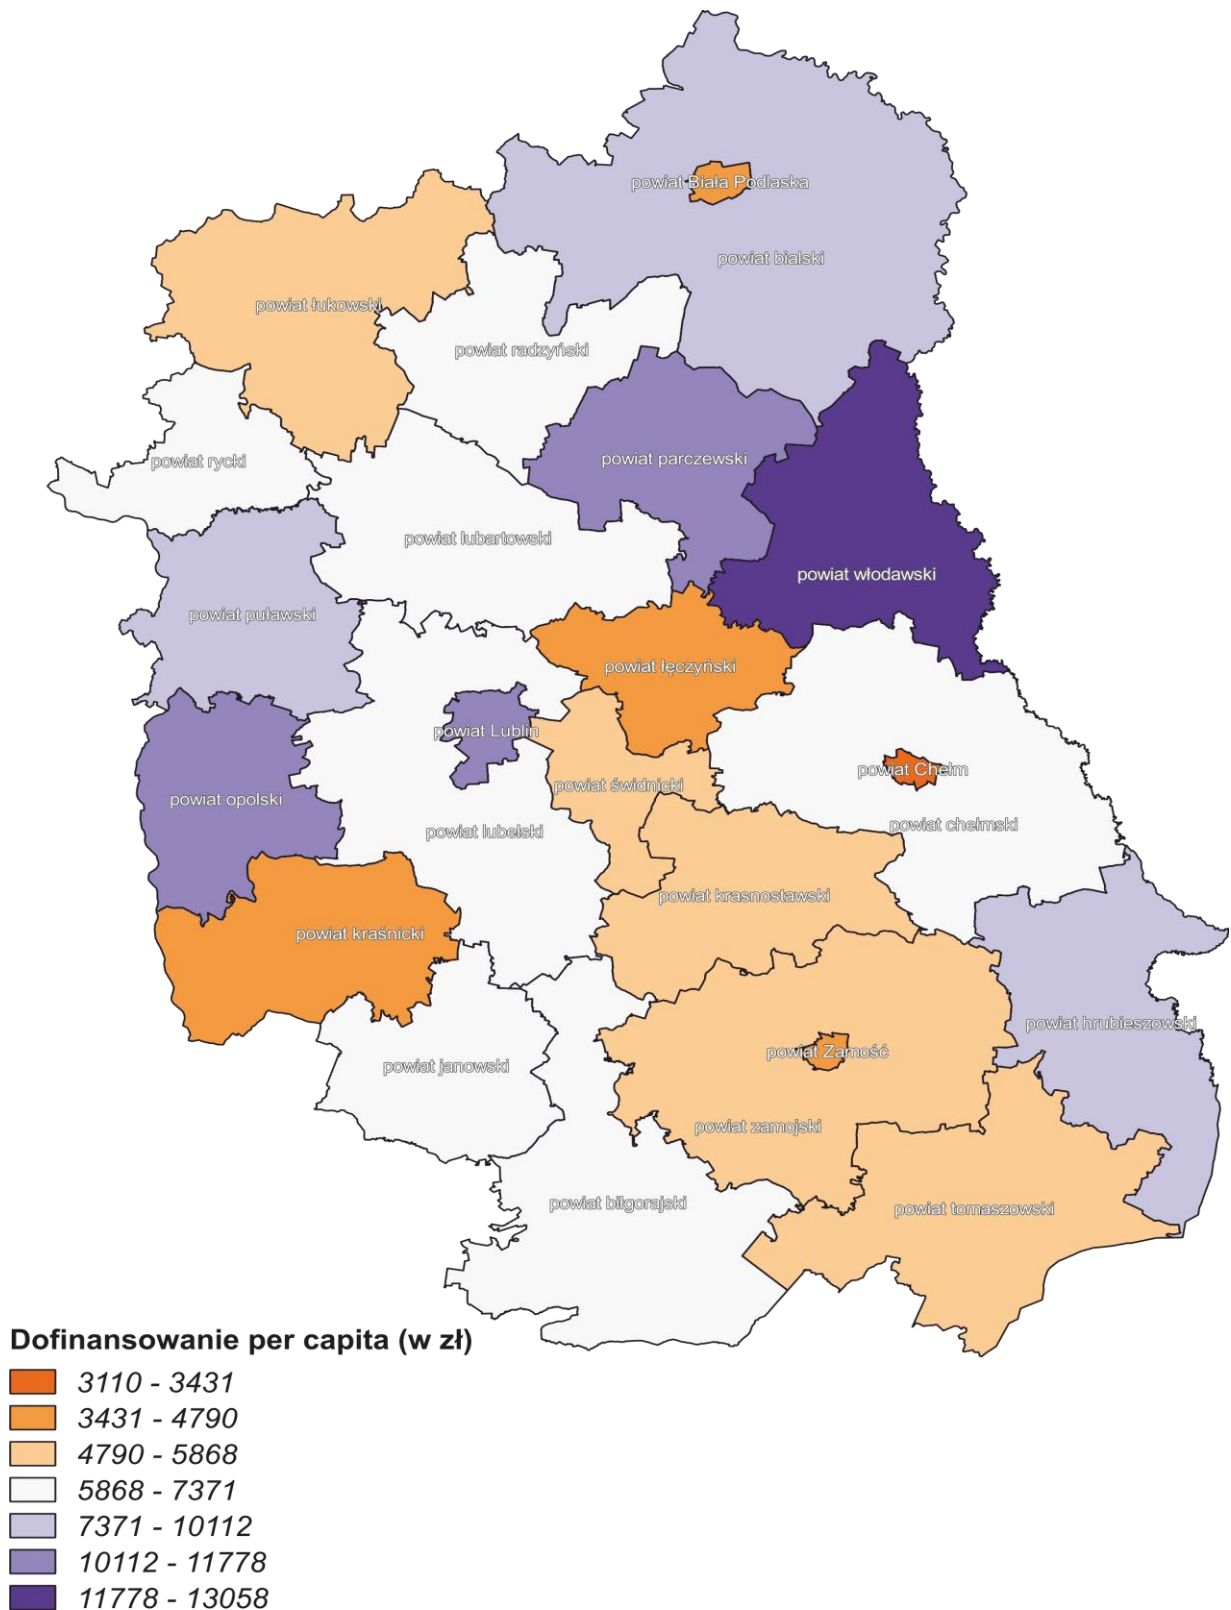 powiat Biała Podlaska
powiat bialski
powiat łukowski
powiat radzyński
powiat parczewski
powiat rycki
powiat lubartowski
powiat włodawski
powiat puławski
powiat łęczyński
powiat Lublin
powiat Chełm
powiat świdnicki
powiat opolski
powiat lubelski
powiat chełmski
powiat krasnostawski
powiat kraśnicki
powiat hrubieszowski
powiat Zamość
powiat janowski
powiat zamojski
powiat biłgorajski
powiat tomaszowski
Dofinansowanie per capita (w zł)
3110 - 3431
3431 - 4790
4790 - 5868
5868 - 7371
7371 - 10112
10112 - 11778
11778 - 13058